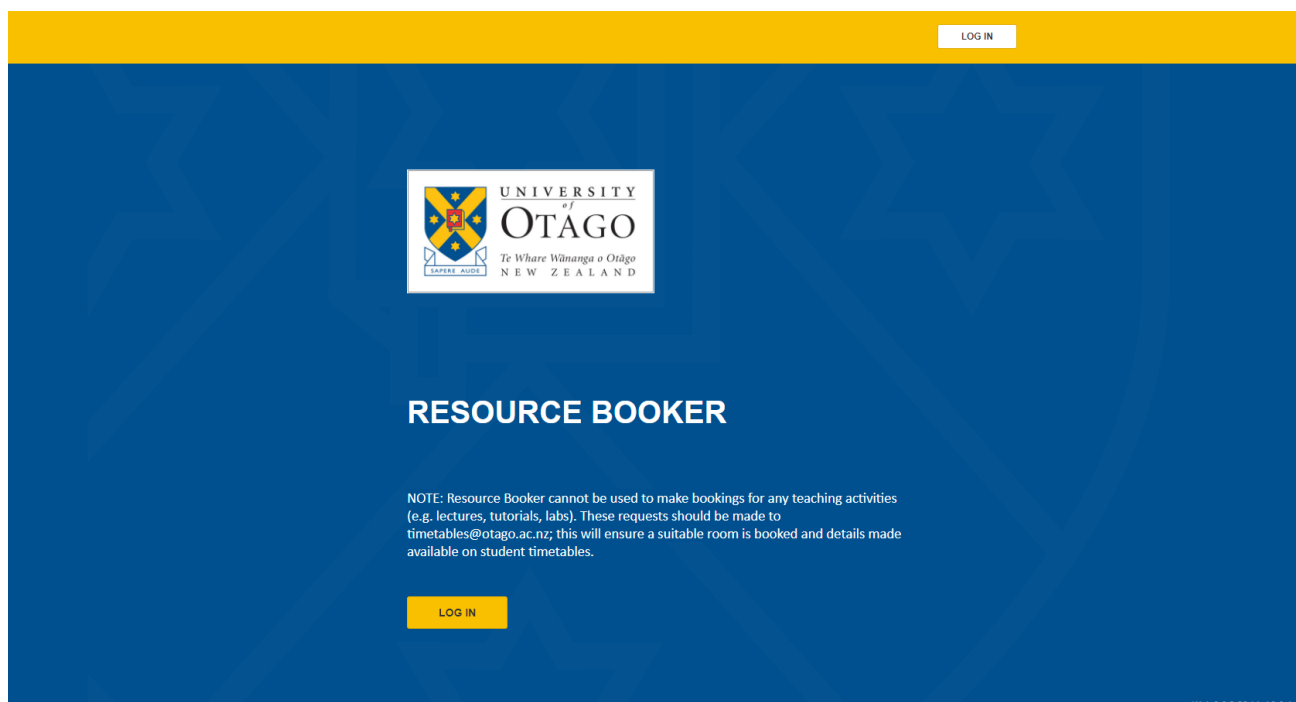 LOG IN
UNIVERSITY
of
OTAGO
Te Whare Wānanga o Otāgo
NEW ZEALAND
SAPERE AUDE
RESOURCE BOOKER
NOTE: Resource Booker cannot be used to make bookings for any teaching activities
(e.g. lectures, tutorials, labs). These requests should be made to
timetables@otago.ac.nz; this will ensure a suitable room is booked and details made
available on student timetables.
LOG IN